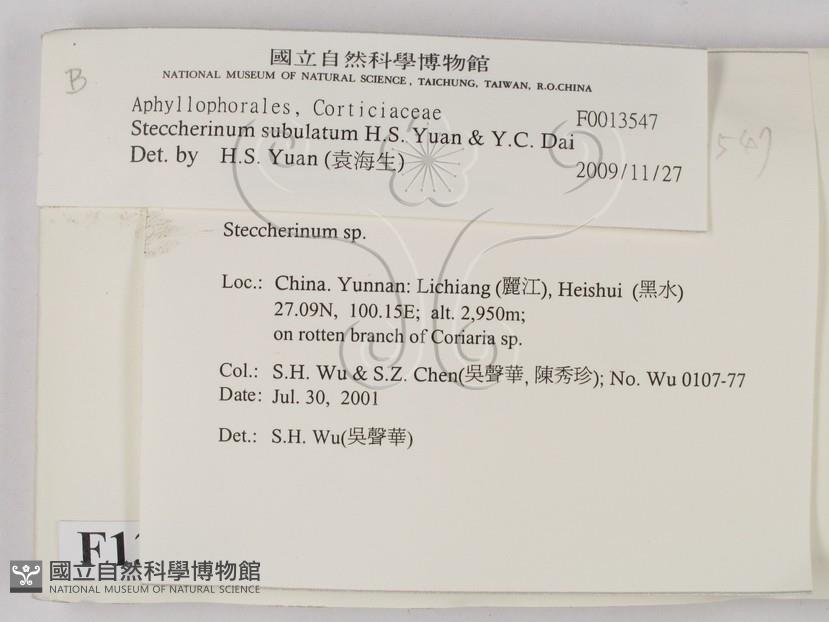 B
國立自然科學博物館
NATIONAL MUSEUM OF NATURAL SCIENCE, TAICHUNG, TAIWAN, R.O.CHINA
Aphyllophorales, Corticiaceae F0013547
Steccherinum subulatum H.S. Yuan & Y.C. Dai
Det. by H.S. Yuan (袁海生) 2009/11/27
547
Steccherinum sp.
Loc.: China. Yunnan: Lichiang (麗江), Heishui (黑水)
27.09N, 100.15E; alt. 2,950m;
on rotten branch of Coriaria sp.
Col.: S.H. Wu & S.Z. Chen(吳聲華, 陳秀珍); No. Wu 0107-77
Date: Jul. 30, 2001
Det.: S.H. Wu(吳聲華)
國立自然科學博物館
NATIONAL MUSEUM OF NATURAL SCIENCE